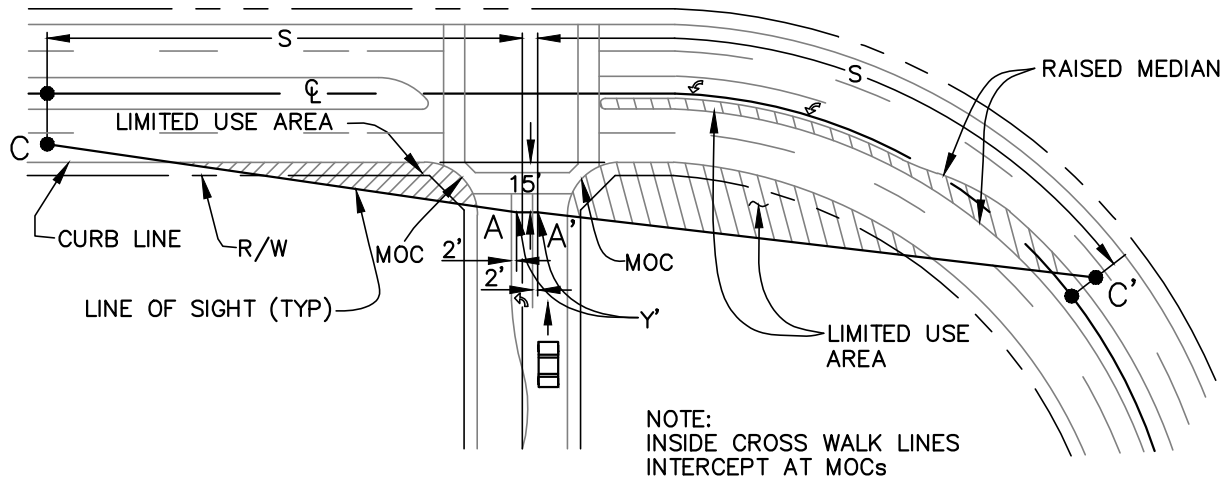 S
S
RAISED MEDIAN
℄
LIMITED USE AREA
C
15'
A
A'
CURB LINE
R/W
MOC
2'
MOC
2'
C'
LINE OF SIGHT (TYP)
Y'
LIMITED USE
AREA
NOTE:
INSIDE CROSS WALK LINES
INTERCEPT AT MOCs